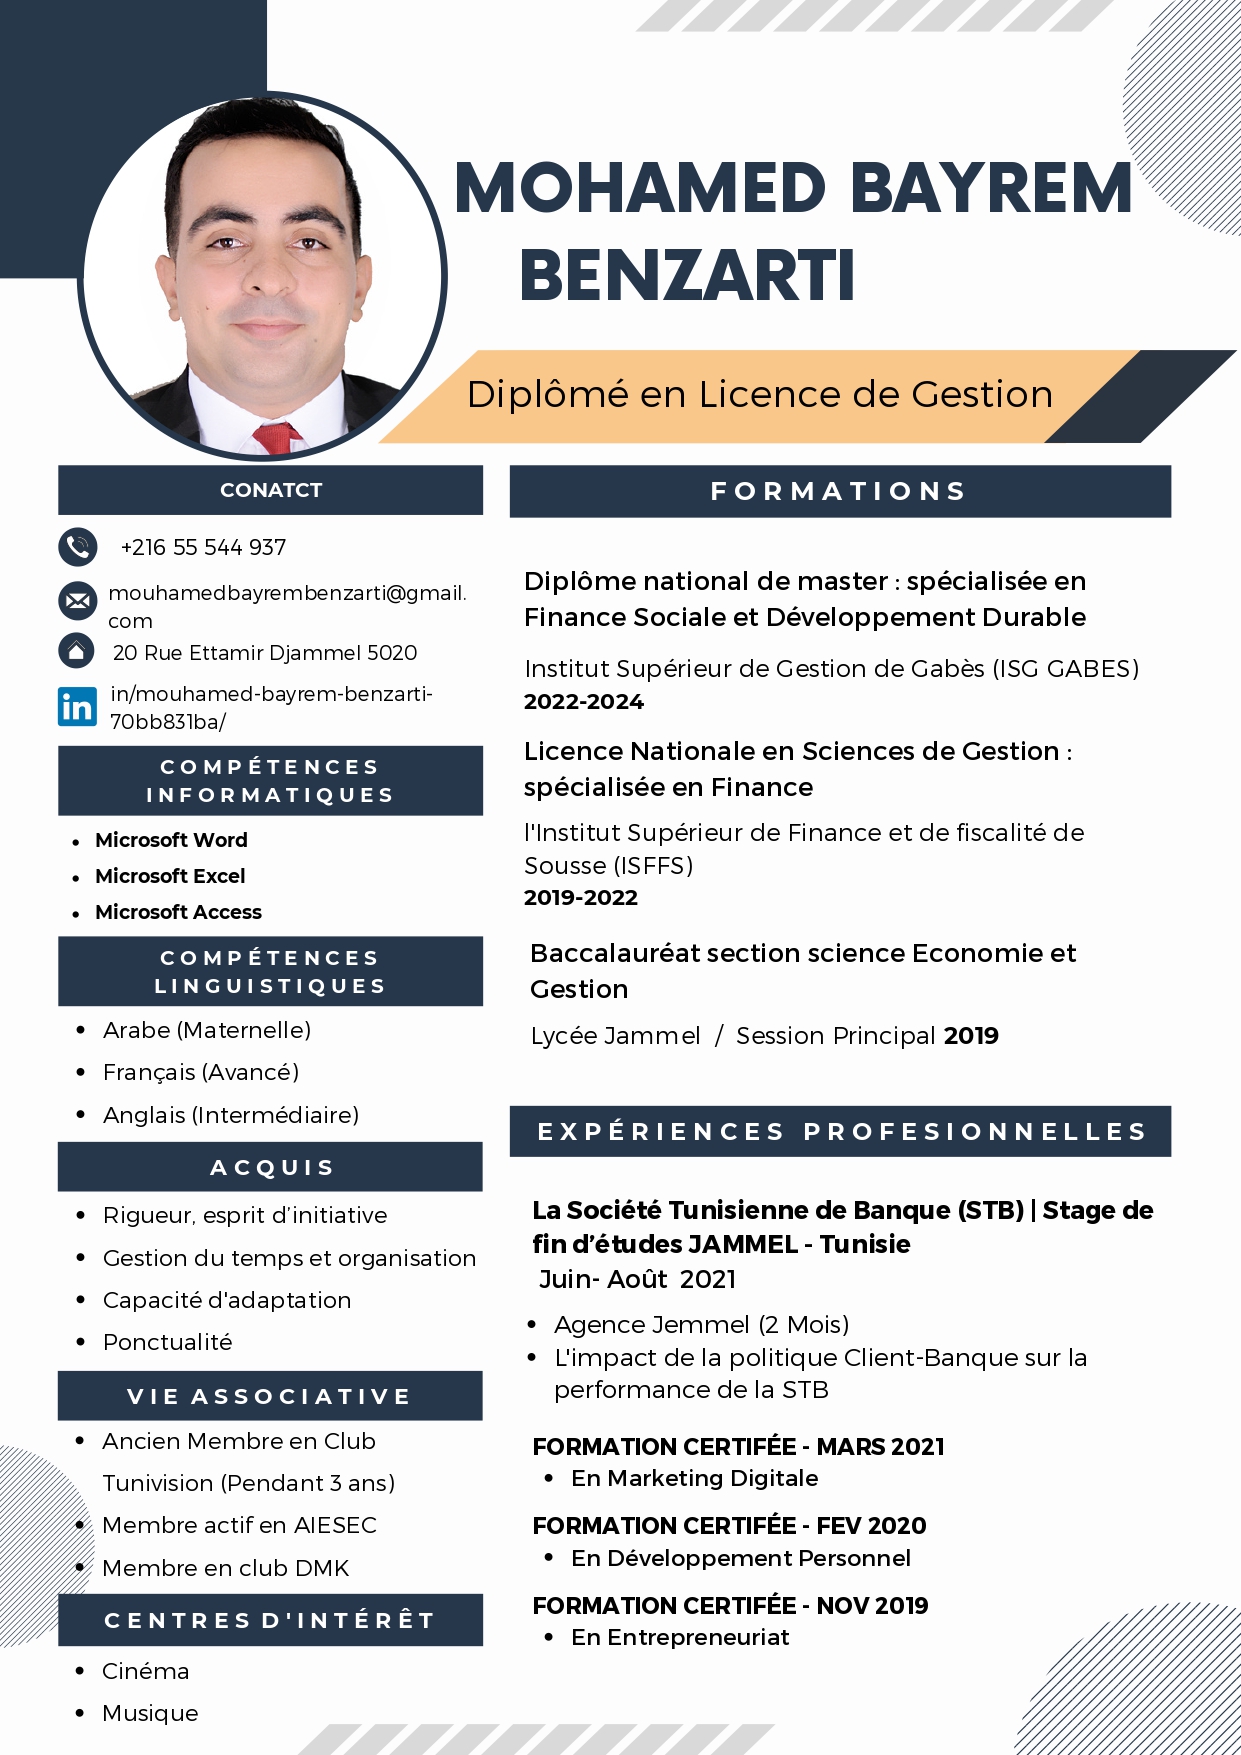 MOHAMED BAYREM
BENZARTI
Diplômé en Licence de Gestion
CONATCT
+216 55 544 937
mouhamedbayrembenzarti@gmail.
com
20 Rue Ettamir Djammel 5020
in/mouhamed-bayrem-benzarti-
70bb831ba/
COMPÉTENCES
INFORMATIQUES
• Microsoft Word
• Microsoft Excel
• Microsoft Access
COMPÉTENCES
LINGUISTIQUES
• Arabe (Maternelle)
• Français (Avancé)
• Anglais (Intermédiaire)
ACQUIS
• Rigueur, esprit d’initiative
• Gestion du temps et organisation
• Capacité d'adaptation
• Ponctualité
VIE ASSOCIATIVE
• Ancien Membre en Club
Tunivision (Pendant 3 ans)
• Membre actif en AIESEC
• Membre en club DMK
CENTRES D'INTÉRÊT
• Cinéma
• Musique
FORMATIONS
Diplôme national de master : spécialisée en
Finance Sociale et Développement Durable
Institut Supérieur de Gestion de Gabès (ISG GABES)
2022-2024
Licence Nationale en Sciences de Gestion :
spécialisée en Finance
l'Institut Supérieur de Finance et de fiscalité de
Sousse (ISFFS)
2019-2022
Baccalauréat section science Economie et
Gestion
Lycée Jammel / Session Principal 2019
EXPÉRIENCES PROFESIONNELLES
La Société Tunisienne de Banque (STB) | Stage de
fin d’études JAMMEL - Tunisie
Juin- Août 2021
• Agence Jemmel (2 Mois)
• L'impact de la politique Client-Banque sur la
performance de la STB
FORMATION CERTIFÉE - MARS 2021
• En Marketing Digitale
FORMATION CERTIFÉE - FEV 2020
• En Développement Personnel
FORMATION CERTIFÉE - NOV 2019
• En Entrepreneuriat